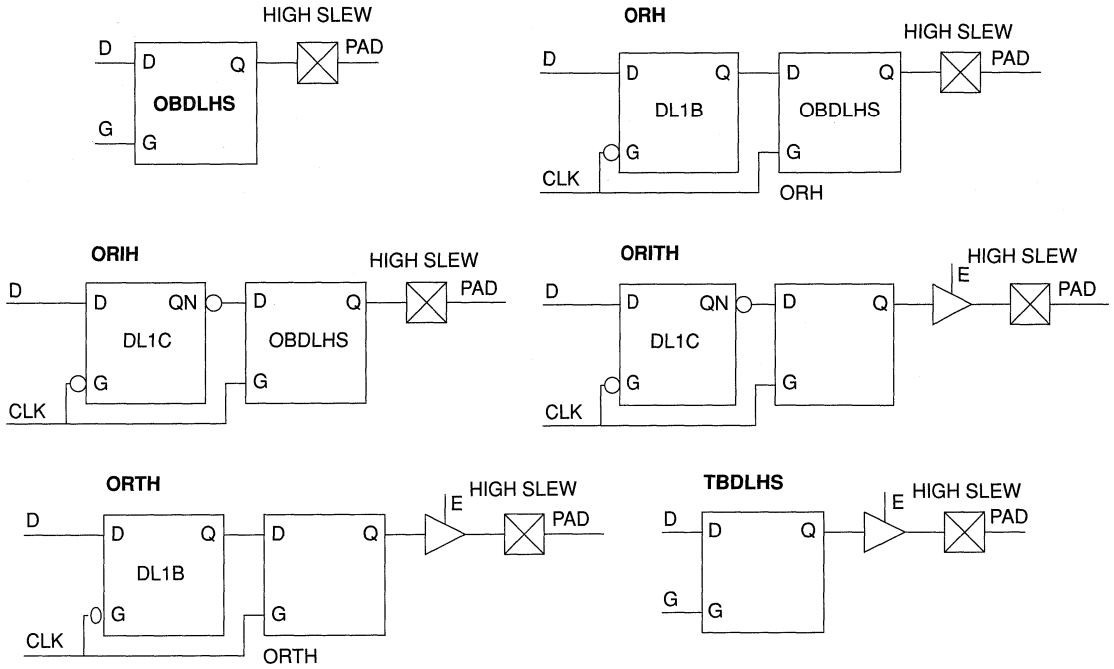 HIGH SLEW
D D Q PAD
OBDLHS
G G
ORH
HIGH SLEW
D D Q D Q PAD
DL1B OBDLHS
G G
CLK
ORH
ORIH
HIGH SLEW
D D QN D Q PAD
DL1C OBDLHS
G G
CLK
ORITH
E HIGH SLEW
D D QN D Q PAD
DL1C
G G
CLK
ORTH
E HIGH SLEW
D D Q D Q PAD
DL1B
G G
CLK
ORTH
TBDLHS
E HIGH SLEW
D D Q PAD
G G